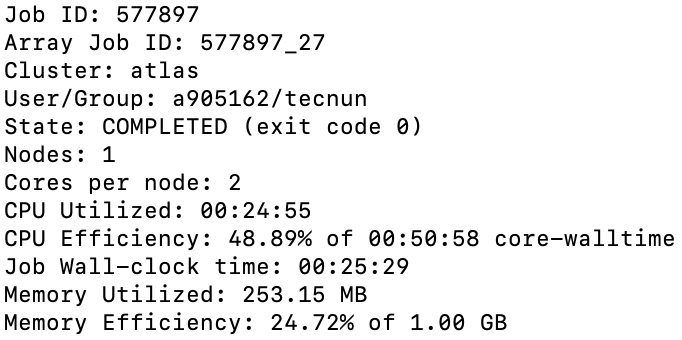 Job ID: 577897
Array Job ID: 577897_27
Cluster: atlas
User/Group: a905162/tecnun
State: COMPLETED (exit code 0)
Nodes: 1
Cores per node: 2
CPU Utilized: 00:24:55
CPU Efficiency: 48.89% of 00:50:58 core-walltime
Job Wall-clock time: 00:25:29
Memory Utilized: 253.15 MB
Memory Efficiency: 24.72% of 1.00 GB